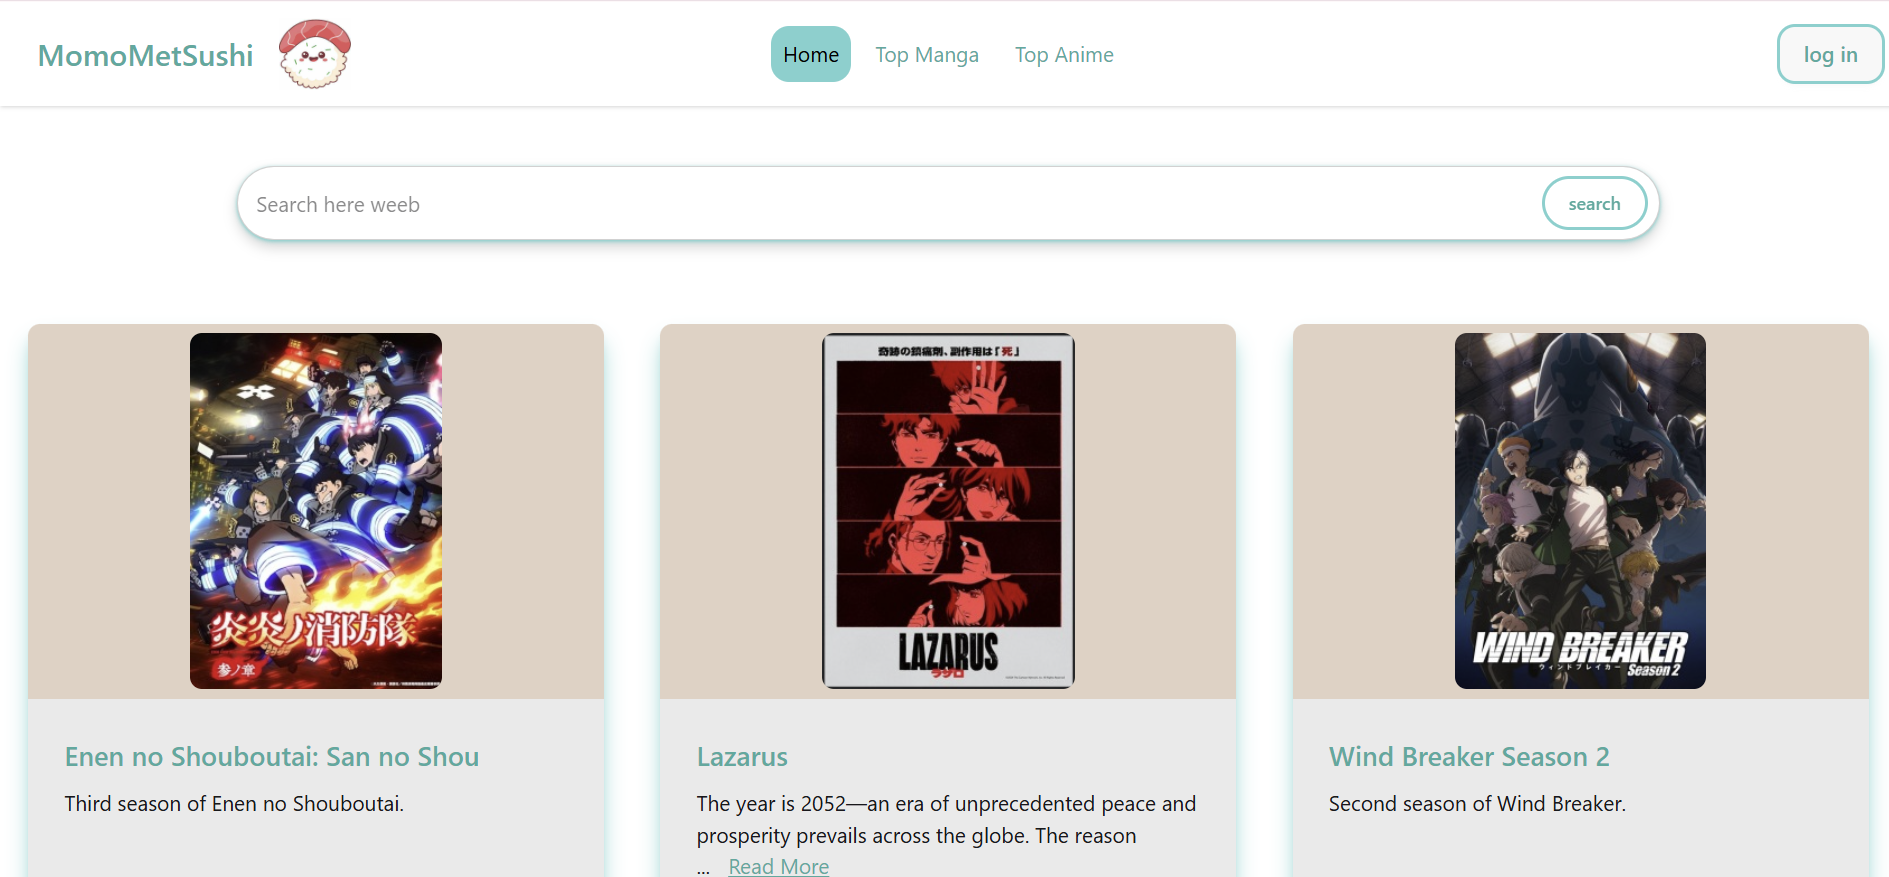 MomoMetSushi
Home
Top Manga
Top Anime
log in
Search here weeb
search
炎炎ノ消防隊
参ノ章
奇跡の鎮痛剤、副作用は「死」
LAZARUS
ラザロ
WIND BREAKER
ウィンドブレイカー
Season 2
Enen no Shouboutai: San no Shou
Third season of Enen no Shouboutai.
Lazarus
The year is 2052—an era of unprecedented peace and
prosperity prevails across the globe. The reason
... Read More
Wind Breaker Season 2
Second season of Wind Breaker.